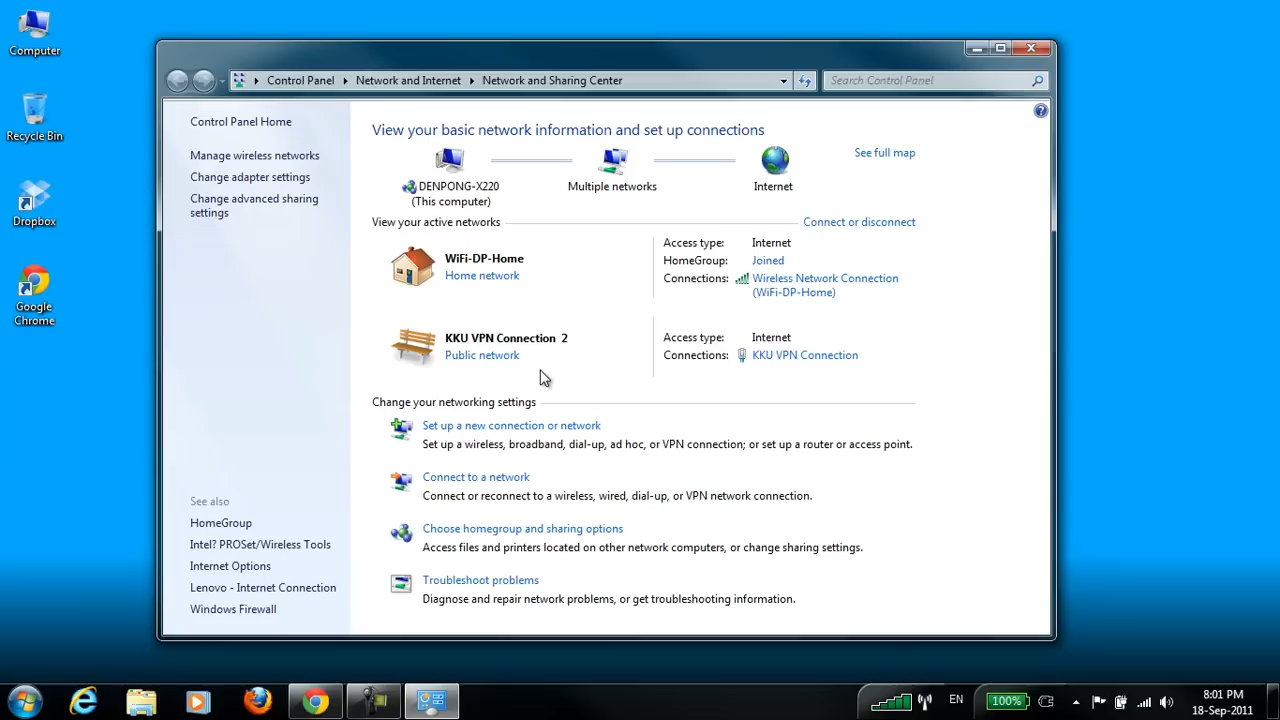 Computer
Recycle Bin
Dropbox
Google
Chrome
Control Panel
Network and Internet
Network and Sharing Center
Search Control Panel
Control Panel Home
Manage wireless networks
Change adapter settings
Change advanced sharing
settings
See also
HomeGroup
Intel? PROSet/Wireless Tools
Internet Options
Lenovo - Internet Connection
Windows Firewall
View your basic network information and set up connections
See full map
DENPONG-X220
(This computer)
Multiple networks
Internet
View your active networks
Connect or disconnect
WiFi-DP-Home
Home network
Access type: Internet
HomeGroup: Joined
Connections: Wireless Network Connection
(WiFi-DP-Home)
KKU VPN Connection 2
Public network
Access type: Internet
Connections: KKU VPN Connection
Change your networking settings
Set up a new connection or network
Set up a wireless, broadband, dial-up, ad hoc, or VPN connection; or set up a router or access point.
Connect to a network
Connect or reconnect to a wireless, wired, dial-up, or VPN network connection.
Choose homegroup and sharing options
Access files and printers located on other network computers, or change sharing settings.
Troubleshoot problems
Diagnose and repair network problems, or get troubleshooting information.
EN
100%
8:01 PM
18-Sep-2011